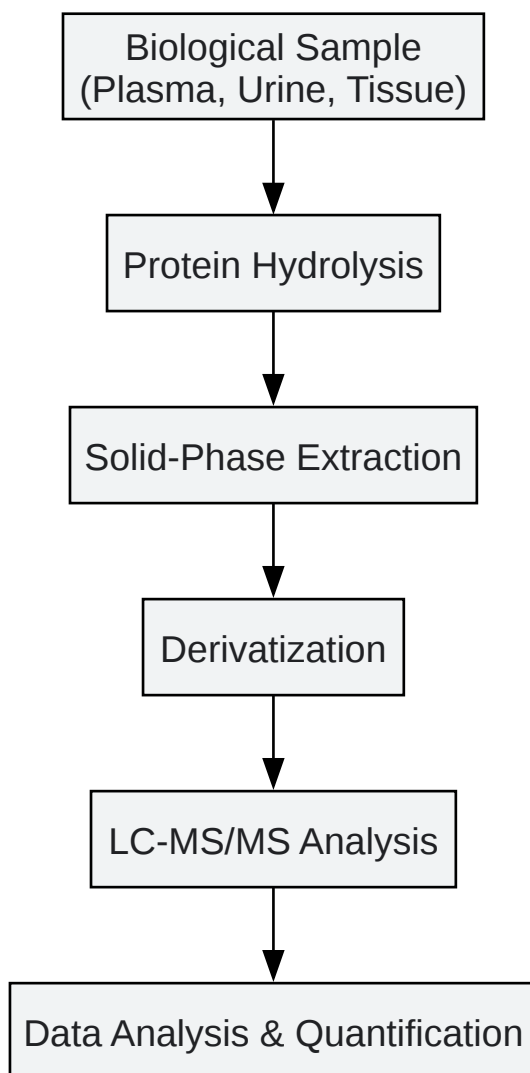 Biological Sample
(Plasma, Urine, Tissue)
Protein Hydrolysis
Solid-Phase Extraction
Derivatization
LC-MS/MS Analysis
Data Analysis & Quantification